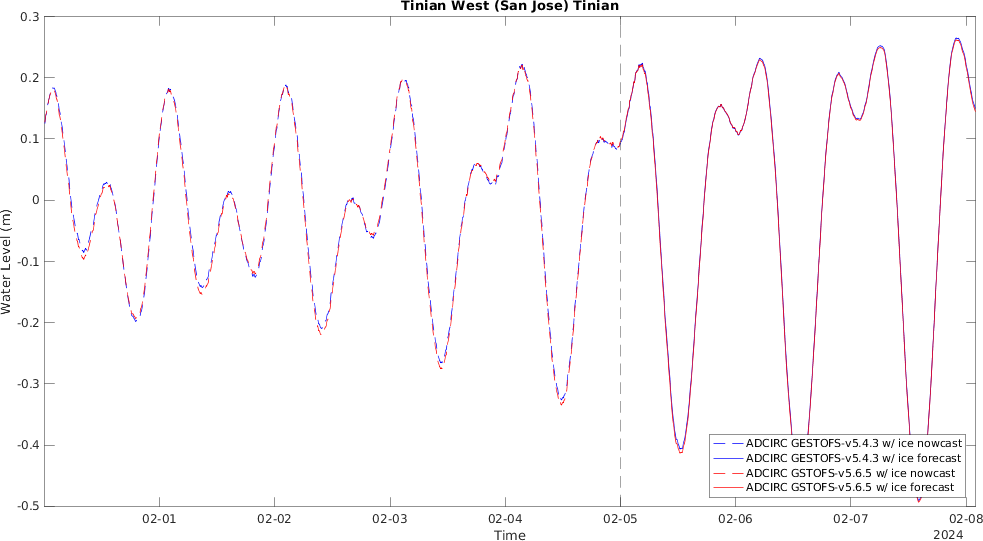 Tinian West (San Jose) Tinian
0.3
0.2
0.1
0
-0.1
-0.2
-0.3
-0.4
-0.5
Water Level (m)
ADCIRC GESTOFS-v5.4.3 w/ ice nowcast
ADCIRC GESTOFS-v5.4.3 w/ ice forecast
ADCIRC GSTOFS-v5.6.5 w/ ice nowcast
ADCIRC GSTOFS-v5.6.5 w/ ice forecast
02-01 02-02 02-03 02-04 02-05 02-06 02-07 02-08
Time
2024